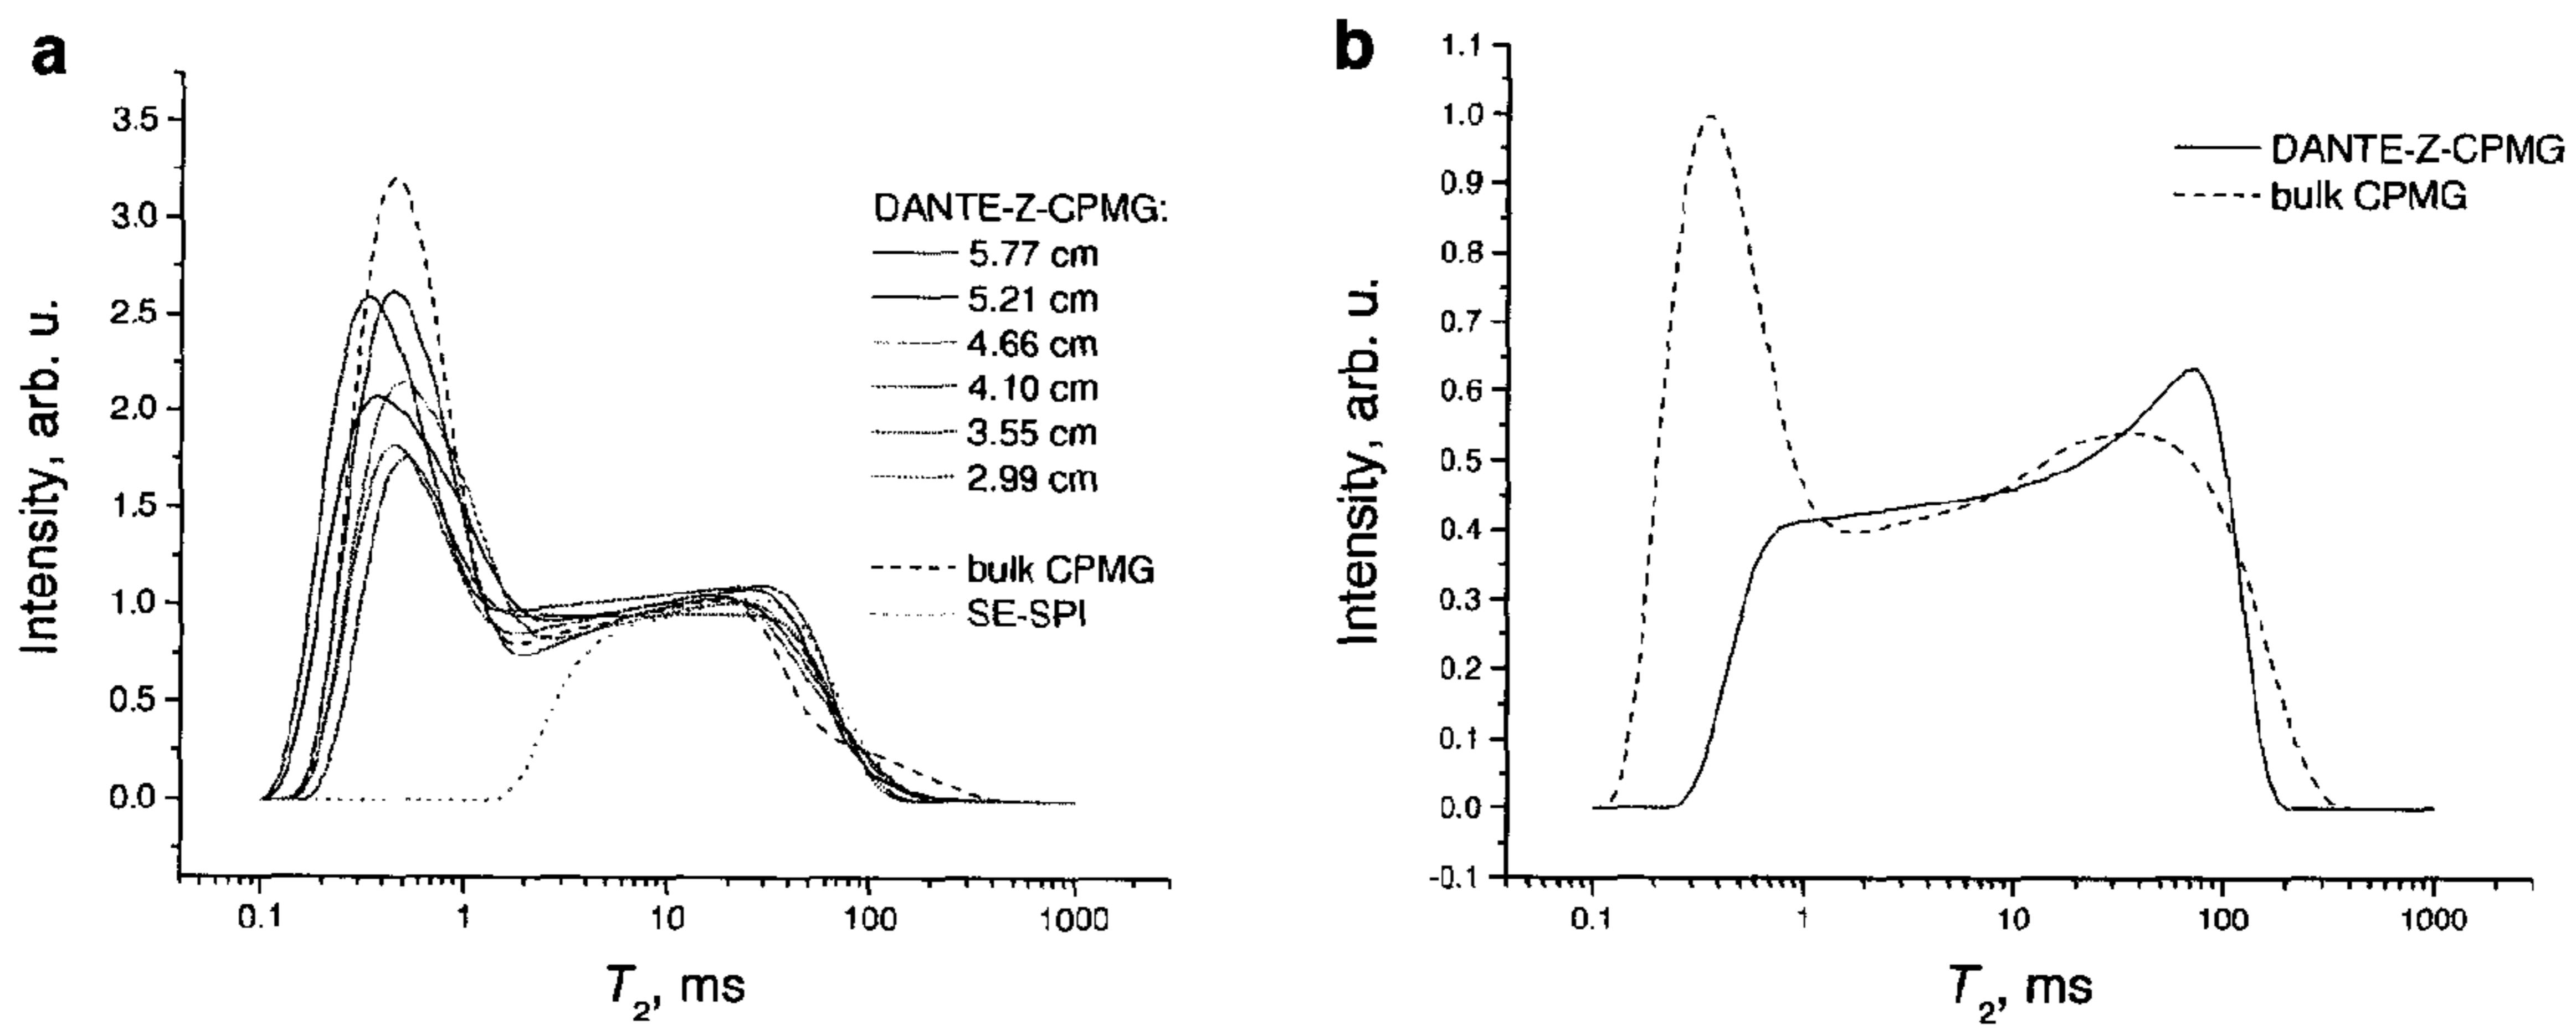 a
3.5
3.0
2.5
2.0
1.5
1.0
0.5
0.0
Intensity, arb. u.
0.1 1 10 100 1000
T2, ms
DANTE-Z-CPMG:
5.77 cm
5.21 cm
4.66 cm
4.10 cm
3.55 cm
2.99 cm
bulk CPMG
SE-SPI
b
1.1
1.0
0.9
0.8
0.7
0.6
0.5
0.4
0.3
0.2
0.1
0.0
-0.1
Intensity, arb. u.
0.1 1 10 100 1000
T2, ms
DANTE-Z-CPMG
bulk CPMG